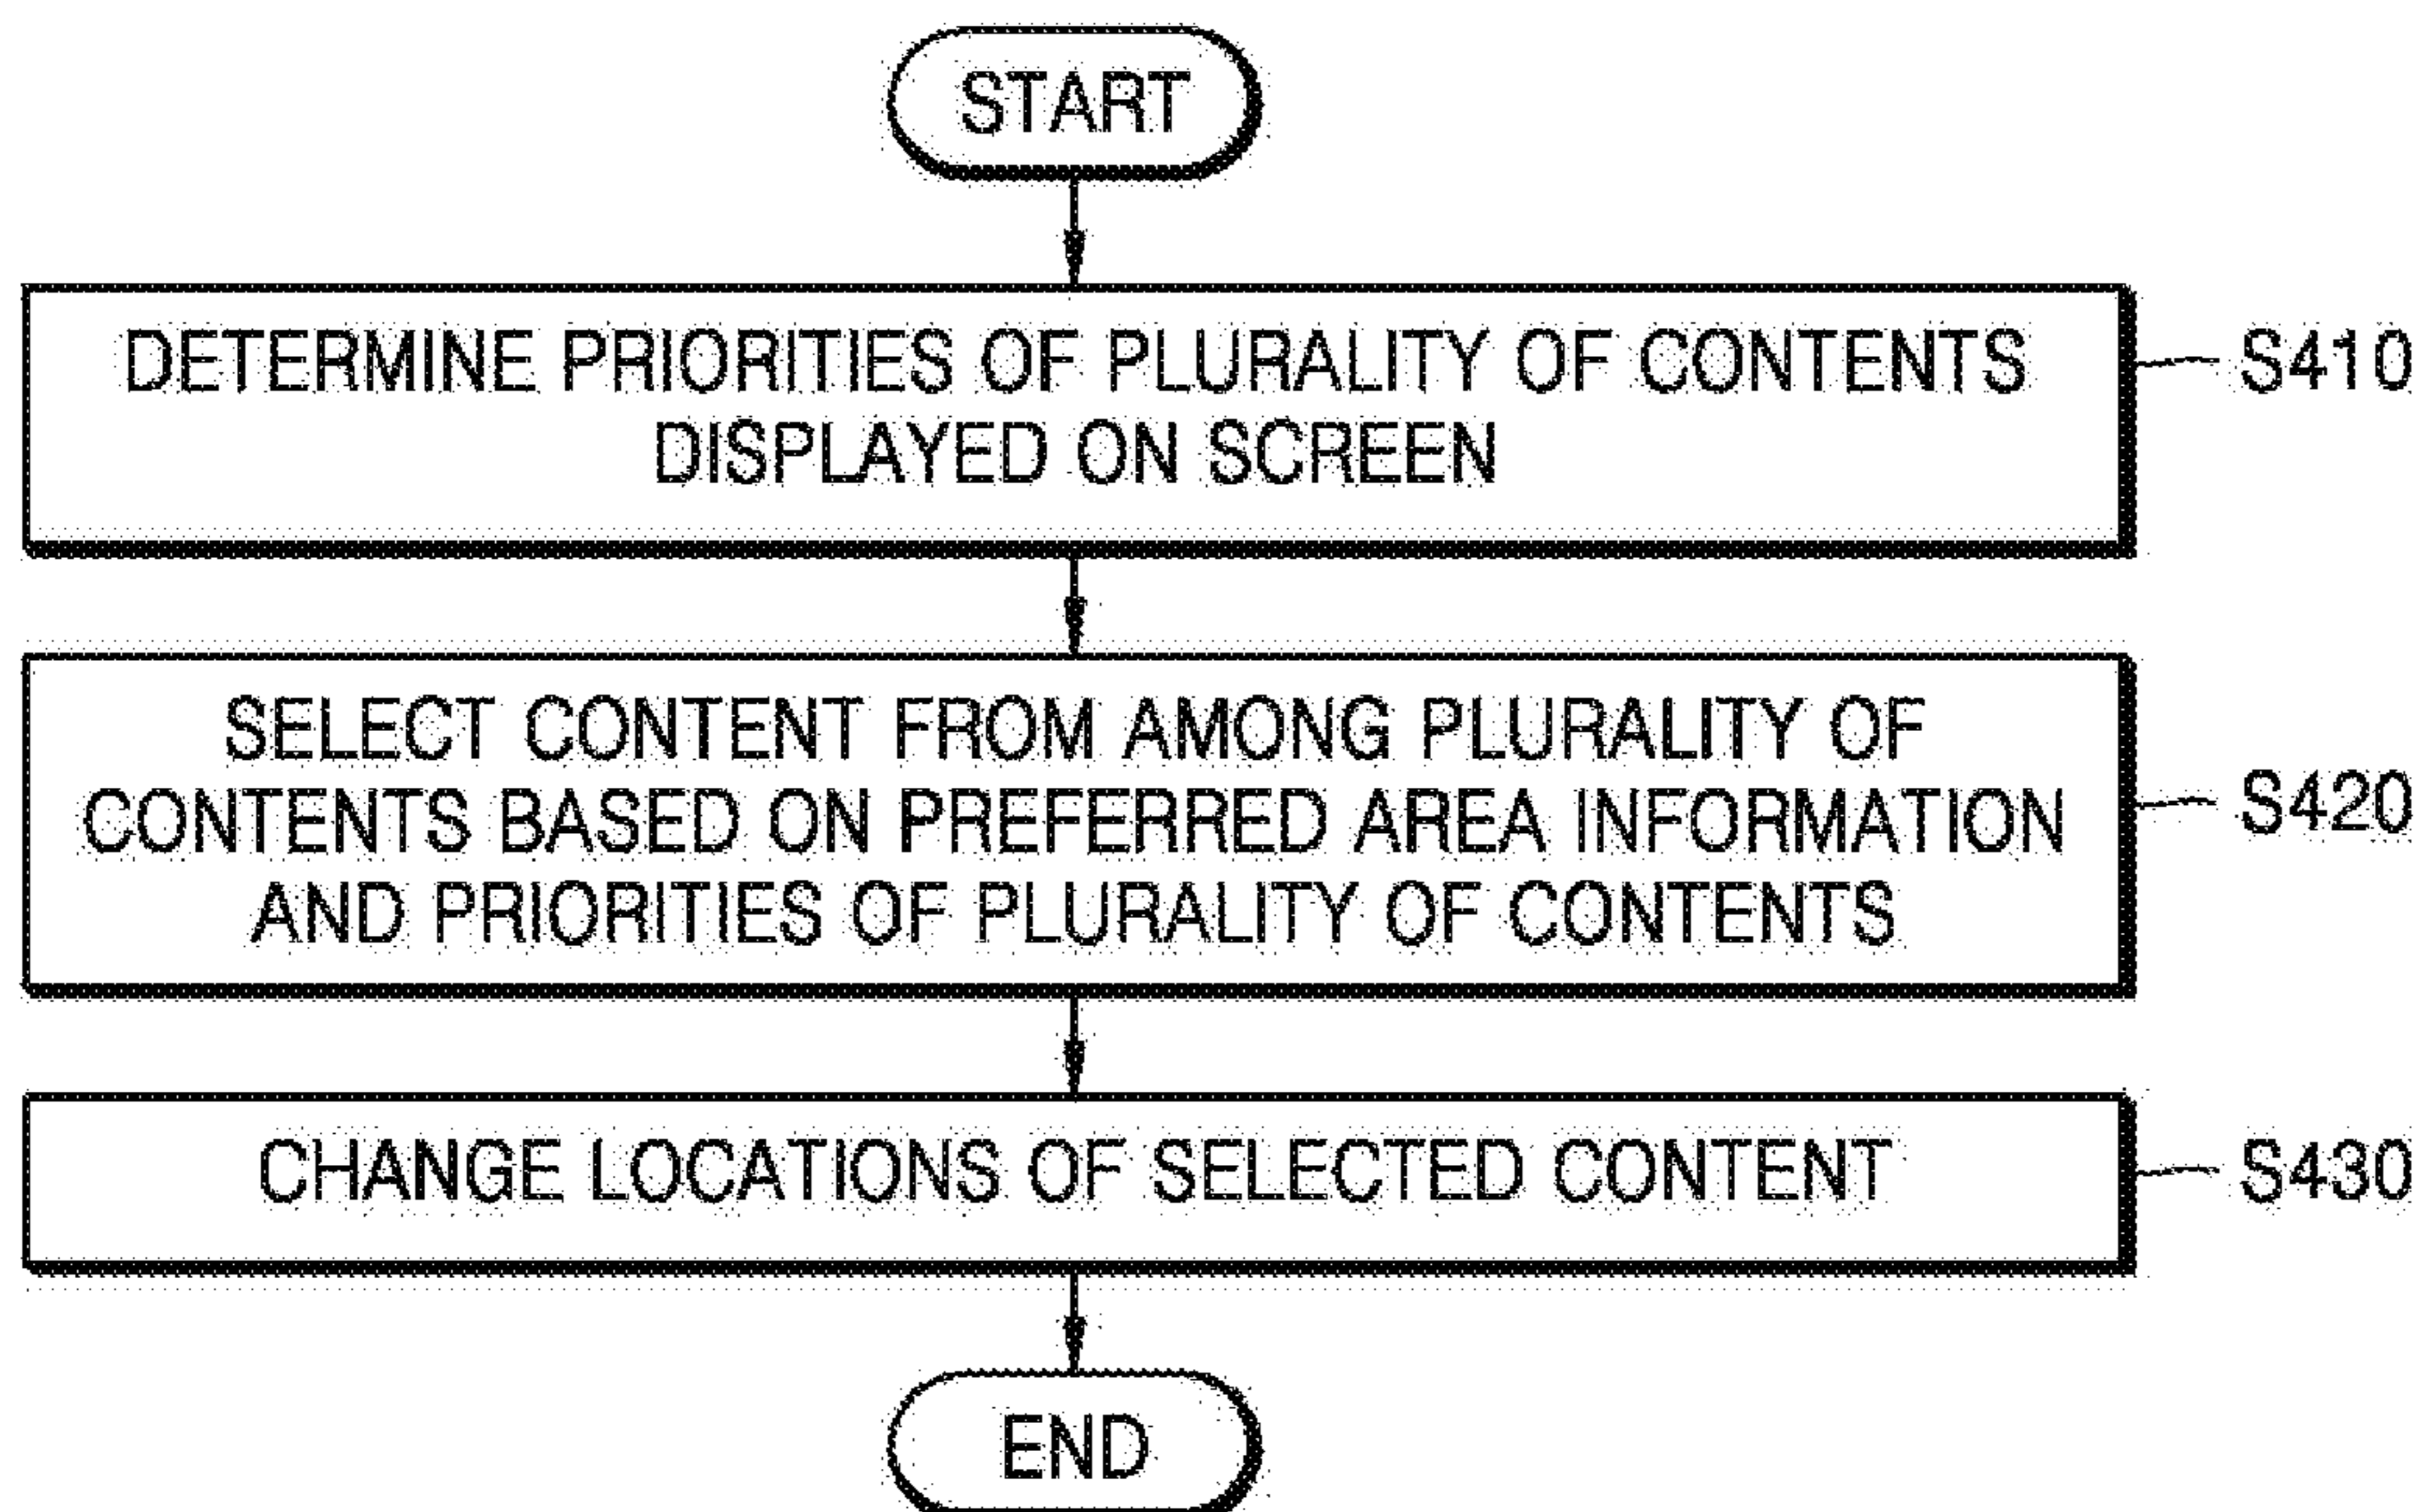 START
DETERMINE PRIORITIES OF PLURALITY OF CONTENTS
DISPLAYED ON SCREEN
S410
SELECT CONTENT FROM AMONG PLURALITY OF
CONTENTS BASED ON PREFERRED AREA INFORMATION
AND PRIORITIES OF PLURALITY OF CONTENTS
S420
CHANGE LOCATIONS OF SELECTED CONTENT
S430
END